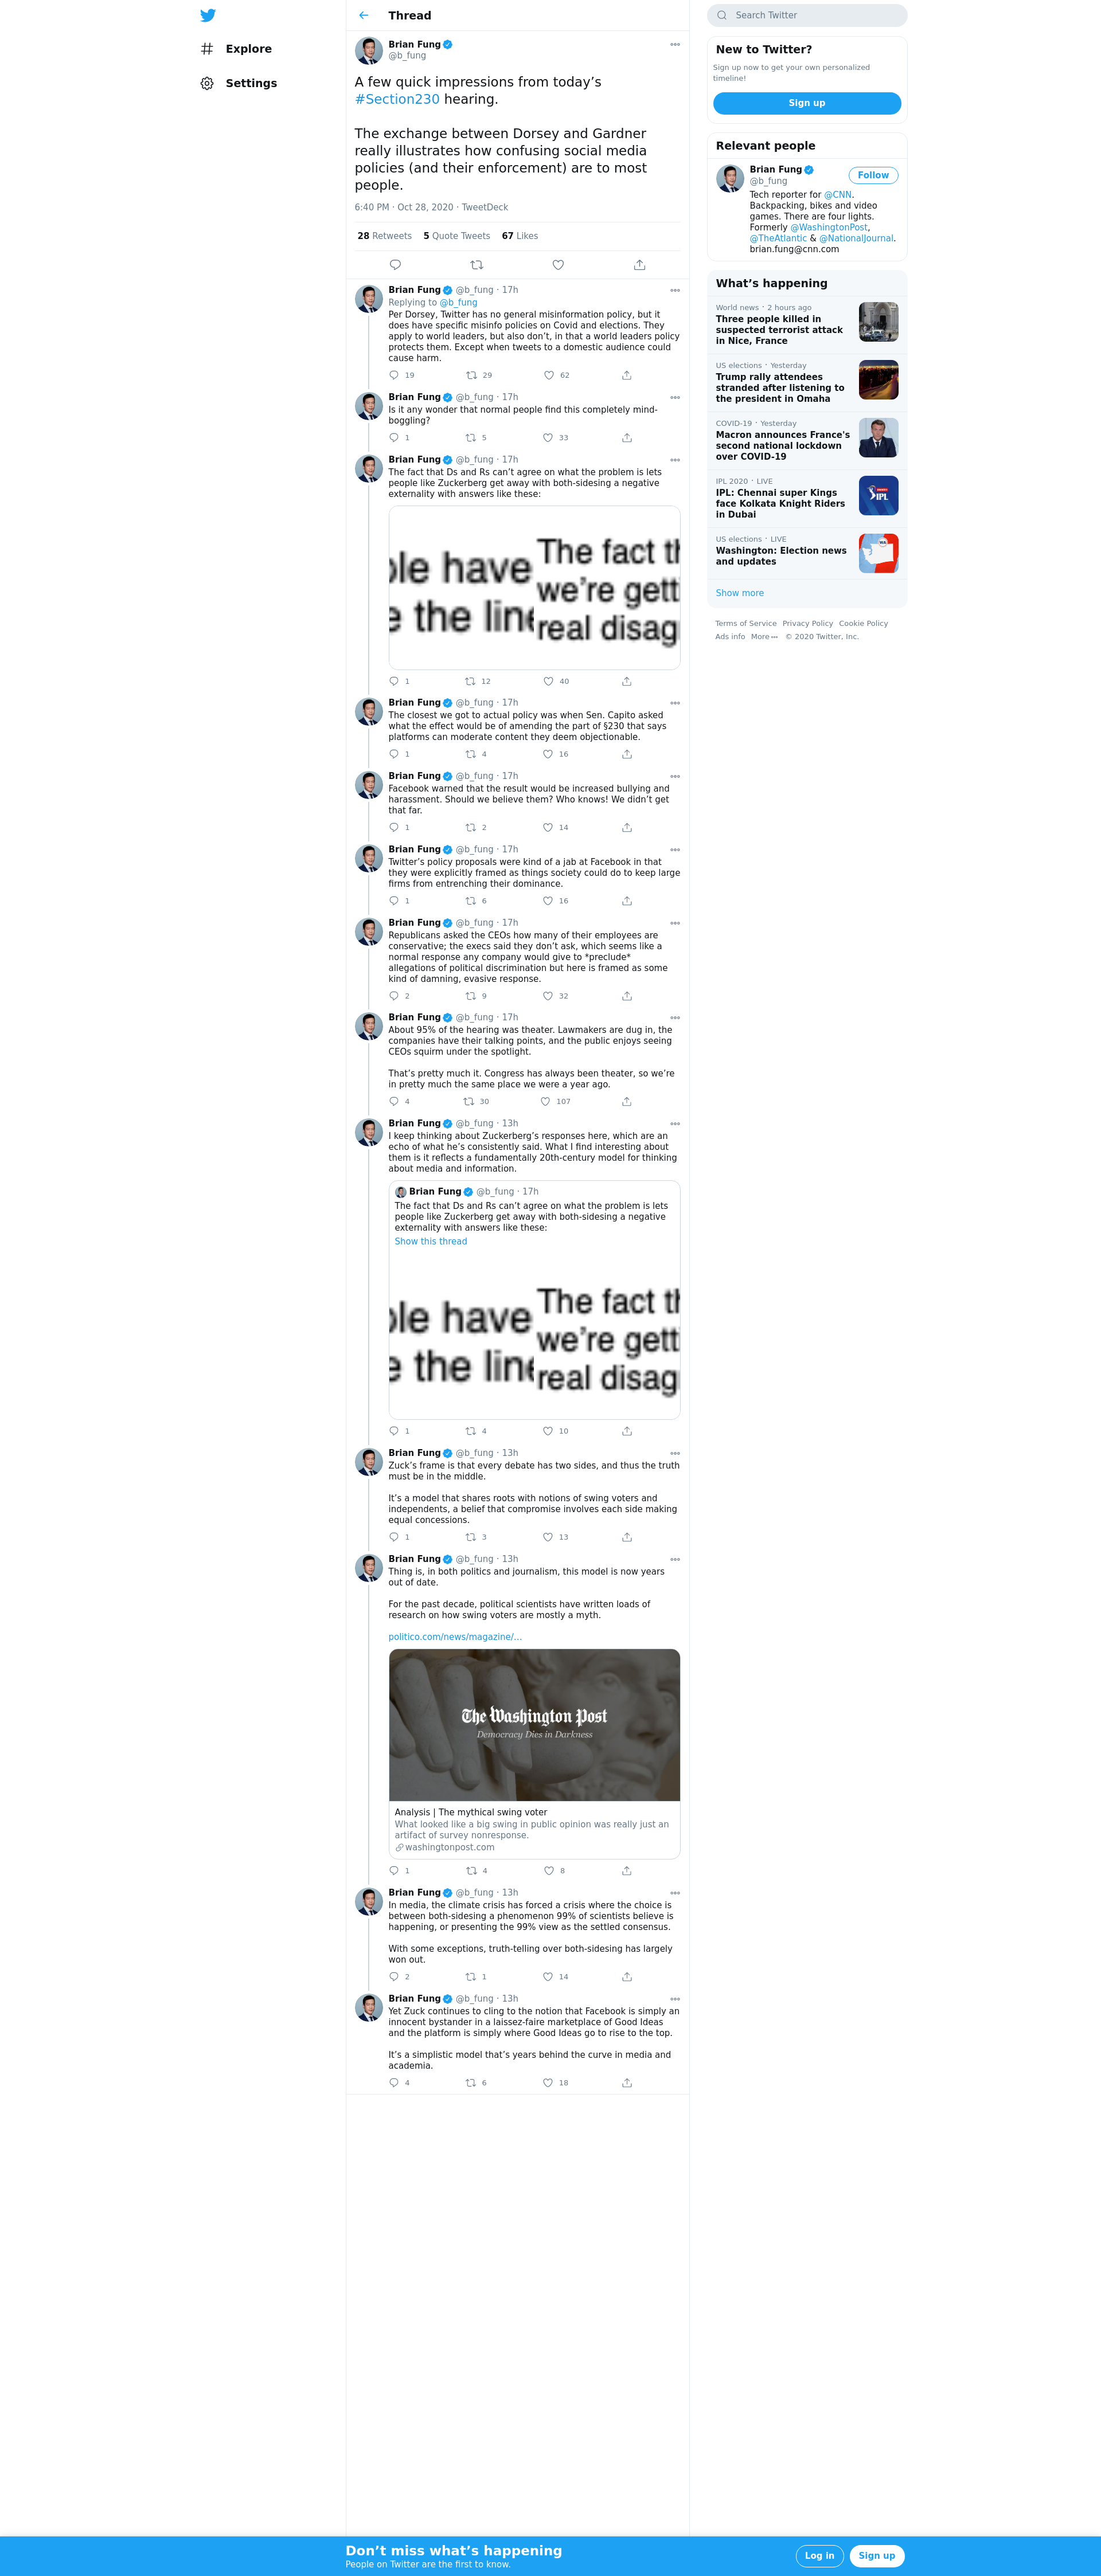 Explore
Settings
Thread
Brian Fung
@b_fung
A few quick impressions from today’s
#Section230 hearing.
The exchange between Dorsey and Gardner
really illustrates how confusing social media
policies (and their enforcement) are to most
people.
6:40 PM · Oct 28, 2020 · TweetDeck
28 Retweets 5 Quote Tweets 67 Likes
Brian Fung @b_fung · 17h
Replying to @b_fung
Per Dorsey, Twitter has no general misinformation policy, but it
does have specific misinfo policies on Covid and elections. They
apply to world leaders, but also don’t, in that a world leaders policy
protects them. Except when tweets to a domestic audience could
cause harm.
19 29 62
Brian Fung @b_fung · 17h
Is it any wonder that normal people find this completely mind-
boggling?
1 5 33
Brian Fung @b_fung · 17h
The fact that Ds and Rs can’t agree on what the problem is lets
people like Zuckerberg get away with both-sidesing a negative
externality with answers like these:
ple have
e the line
The fact th
we’re getti
real disag
1 12 40
Brian Fung @b_fung · 17h
The closest we got to actual policy was when Sen. Capito asked
what the effect would be of amending the part of §230 that says
platforms can moderate content they deem objectionable.
1 4 16
Brian Fung @b_fung · 17h
Facebook warned that the result would be increased bullying and
harassment. Should we believe them? Who knows! We didn’t get
that far.
1 2 14
Brian Fung @b_fung · 17h
Twitter’s policy proposals were kind of a jab at Facebook in that
they were explicitly framed as things society could do to keep large
firms from entrenching their dominance.
1 6 16
Brian Fung @b_fung · 17h
Republicans asked the CEOs how many of their employees are
conservative; the execs said they don’t ask, which seems like a
normal response any company would give to *preclude*
allegations of political discrimination but here is framed as some
kind of damning, evasive response.
2 9 32
Brian Fung @b_fung · 17h
About 95% of the hearing was theater. Lawmakers are dug in, the
companies have their talking points, and the public enjoys seeing
CEOs squirm under the spotlight.
That’s pretty much it. Congress has always been theater, so we’re
in pretty much the same place we were a year ago.
4 30 107
Brian Fung @b_fung · 13h
I keep thinking about Zuckerberg’s responses here, which are an
echo of what he’s consistently said. What I find interesting about
them is it reflects a fundamentally 20th-century model for thinking
about media and information.
Brian Fung @b_fung · 17h
The fact that Ds and Rs can’t agree on what the problem is lets
people like Zuckerberg get away with both-sidesing a negative
externality with answers like these:
Show this thread
ple have
e the line
The fact th
we’re getti
real disag
1 4 10
Brian Fung @b_fung · 13h
Zuck’s frame is that every debate has two sides, and thus the truth
must be in the middle.
It’s a model that shares roots with notions of swing voters and
independents, a belief that compromise involves each side making
equal concessions.
1 3 13
Brian Fung @b_fung · 13h
Thing is, in both politics and journalism, this model is now years
out of date.
For the past decade, political scientists have written loads of
research on how swing voters are mostly a myth.
politico.com/news/magazine/…
The Washington Post
Democracy Dies in Darkness
Analysis | The mythical swing voter
What looked like a big swing in public opinion was really just an
artifact of survey nonresponse.
washingtonpost.com
1 4 8
Brian Fung @b_fung · 13h
In media, the climate crisis has forced a crisis where the choice is
between both-sidesing a phenomenon 99% of scientists believe is
happening, or presenting the 99% view as the settled consensus.
With some exceptions, truth-telling over both-sidesing has largely
won out.
2 1 14
Brian Fung @b_fung · 13h
Yet Zuck continues to cling to the notion that Facebook is simply an
innocent bystander in a laissez-faire marketplace of Good Ideas
and the platform is simply where Good Ideas go to rise to the top.
It’s a simplistic model that’s years behind the curve in media and
academia.
4 6 18
Search Twitter
New to Twitter?
Sign up now to get your own personalized
timeline!
Sign up
Relevant people
Brian Fung
@b_fung
Follow
Tech reporter for @CNN.
Backpacking, bikes and video
games. There are four lights.
Formerly @WashingtonPost,
@TheAtlantic & @NationalJournal.
brian.fung@cnn.com
What’s happening
World news · 2 hours ago
Three people killed in
suspected terrorist attack
in Nice, France
US elections · Yesterday
Trump rally attendees
stranded after listening to
the president in Omaha
COVID-19 · Yesterday
Macron announces France's
second national lockdown
over COVID-19
IPL 2020 · LIVE
IPL: Chennai super Kings
face Kolkata Knight Riders
in Dubai
IPL
US elections · LIVE
Washington: Election news
and updates
WA
Show more
Terms of Service Privacy Policy Cookie Policy
Ads info More © 2020 Twitter, Inc.
Don’t miss what’s happening
People on Twitter are the first to know.
Log in
Sign up